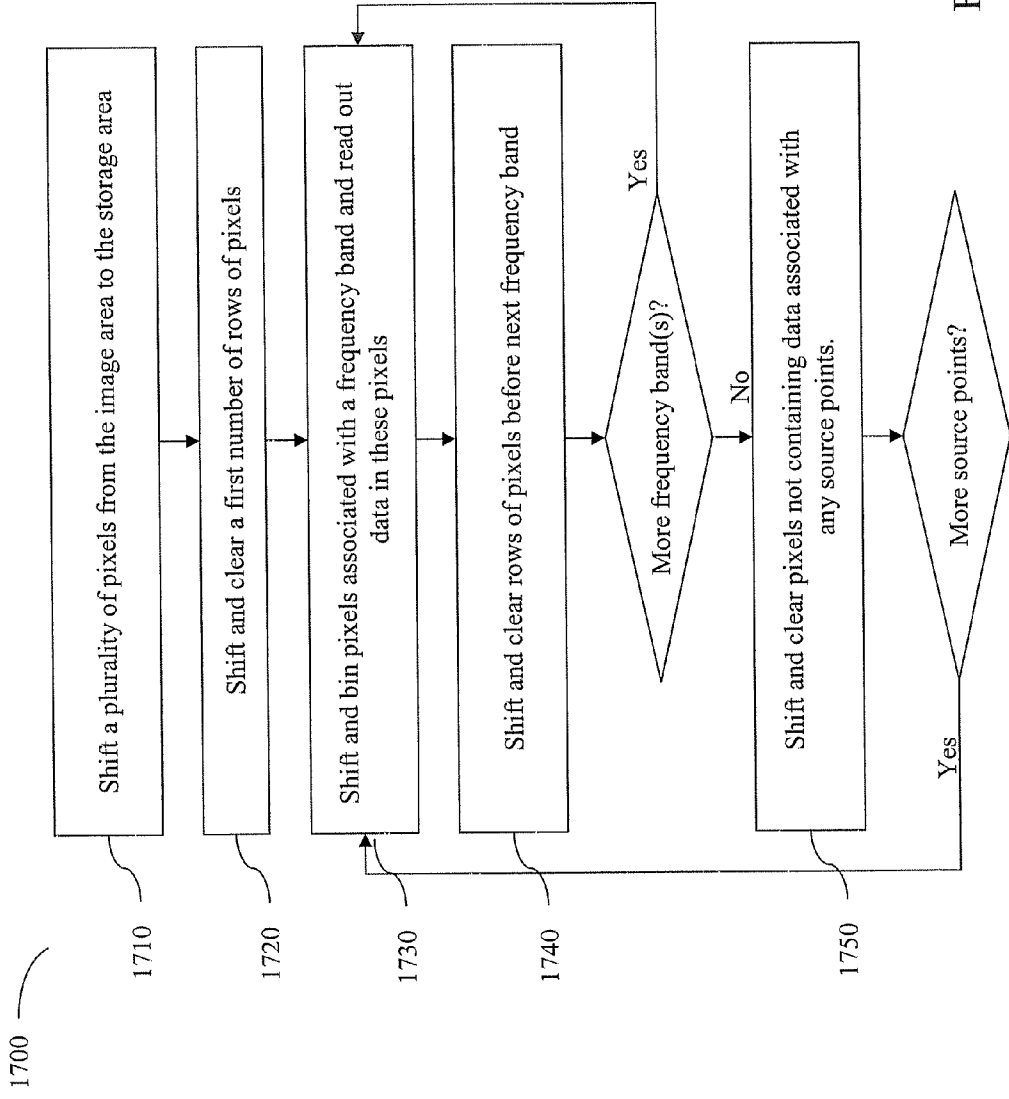 1700
1710
Shift a plurality of pixels from the image area to the storage area
1720
Shift and clear a first number of rows of pixels
1730
Shift and bin pixels associated with a frequency band and read out
data in these pixels
1740
Shift and clear rows of pixels before next frequency band
More frequency band(s)?
Yes
No
1750
Shift and clear pixels not containing data associated with
any source points.
More source points?
Yes